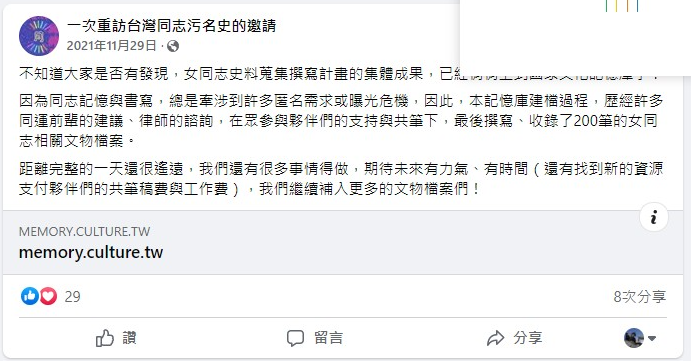 一次重訪台灣同志污名史的邀請
2021年11月29日 ·
不知道大家是否有發現，女同志史料蒐集撰寫計畫的集體成果，已經
因為同志記憶與書寫，總是牽涉到許多匿名需求或曝光危機，因此，本記憶庫建檔過程，歷經許多
同運前輩的建議、律師的諮詢，在眾參與夥伴們的支持與共筆下，最後撰寫、收錄了200筆的女同
志相關文物檔案。
距離完整的一天還很遙遠，我們還有很多事情得做，期待未來有力氣、有時間（還有找到新的資源
支付夥伴們的共筆稿費與工作費），我們繼續補入更多的文物檔案們！
MEMORY.CULTURE.TW
memory.culture.tw
29
8次分享
讚
留言
分享